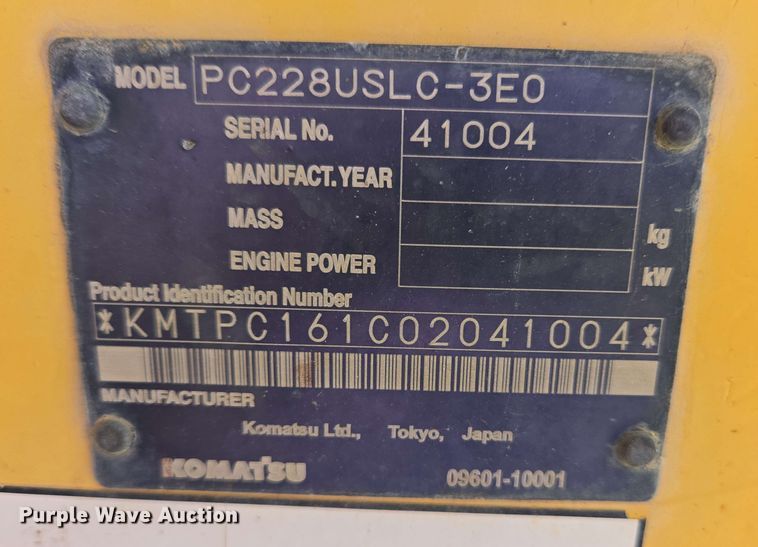 MODEL PC228USLC-3E0
SERIAL No. 41004
MANUFACT. YEAR
MASS kg
ENGINE POWER kW
Product Identification Number
*KMTPC161C02041004*
MANUFACTURER
Komatsu Ltd., Tokyo, Japan
KOMATSU 09601-10001
Purple Wave Auction